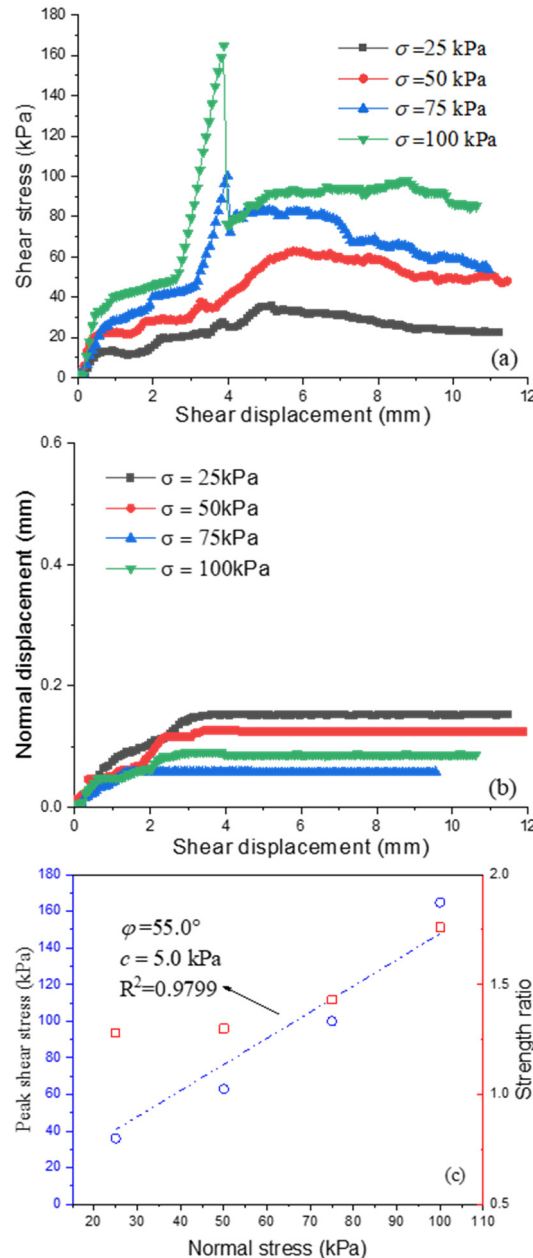 180
160
140
120
100
80
60
40
20
0
Shear stress (kPa)
σ =25 kPa
σ =50 kPa
σ =75 kPa
σ =100 kPa
(a)
0 2 4 6 8 10 12
Shear displacement (mm)
0.6
0.4
0.2
0.0
Normal displacement (mm)
σ = 25kPa
σ = 50kPa
σ = 75kPa
σ = 100kPa
(b)
0 2 4 6 8 10 12
Shear displacement (mm)
180
160
140
120
100
80
60
40
20
0
Peak shear stress (kPa)
φ=55.0°
c = 5.0 kPa
R²=0.9799
2.0
1.5
1.0
0.5
Strength ratio
(c)
20 30 40 50 60 70 80 90 100 110
Normal stress (kPa)